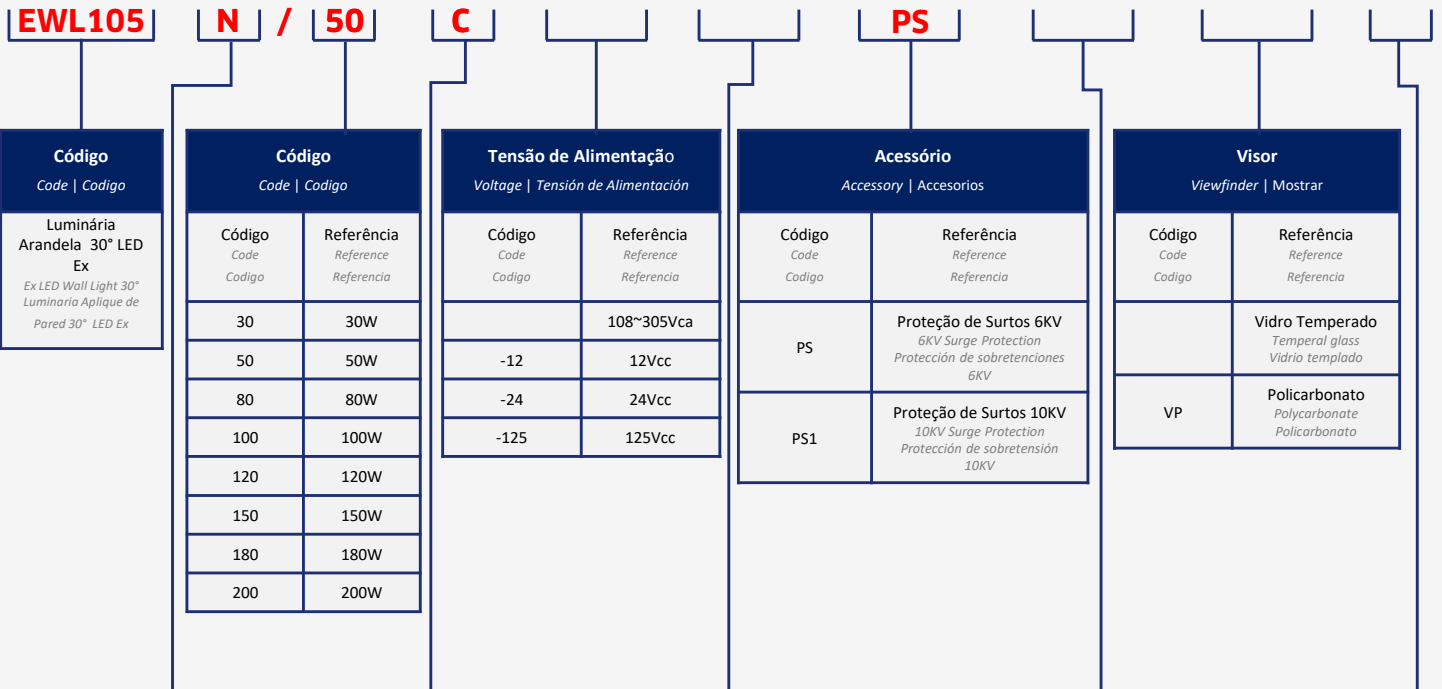 EWL105 N / 50 C PS
Código
Code | Codigo
Luminária
Arandela 30° LED
Ex
Ex LED Wall Light 30°
Luminaria Aplique de
Pared 30° LED Ex
Código
Code | Codigo
Código Referência
Code Reference
Codigo Referencia
30 30W
50 50W
80 80W
100 100W
120 120W
150 150W
180 180W
200 200W
Tensão de Alimentação
Voltage | Tensión de Alimentación
Código Referência
Code Reference
Codigo Referencia
108~305Vca
-12 12Vcc
-24 24Vcc
-125 125Vcc
Acessório
Accessory | Accesorios
Código Referência
Code Reference
Codigo Referencia
PS Proteção de Surtos 6KV
6KV Surge Protection
Protección de sobretenciones
6KV
PS1 Proteção de Surtos 10KV
10KV Surge Protection
Protección de sobretensión
10KV
Visor
Viewfinder | Mostrar
Código Referência
Code Reference
Codigo Referencia
Vidro Temperado
Temperal glass
Vidrio templado
VP Policarbonato
Polycarbonate
Policarbonato